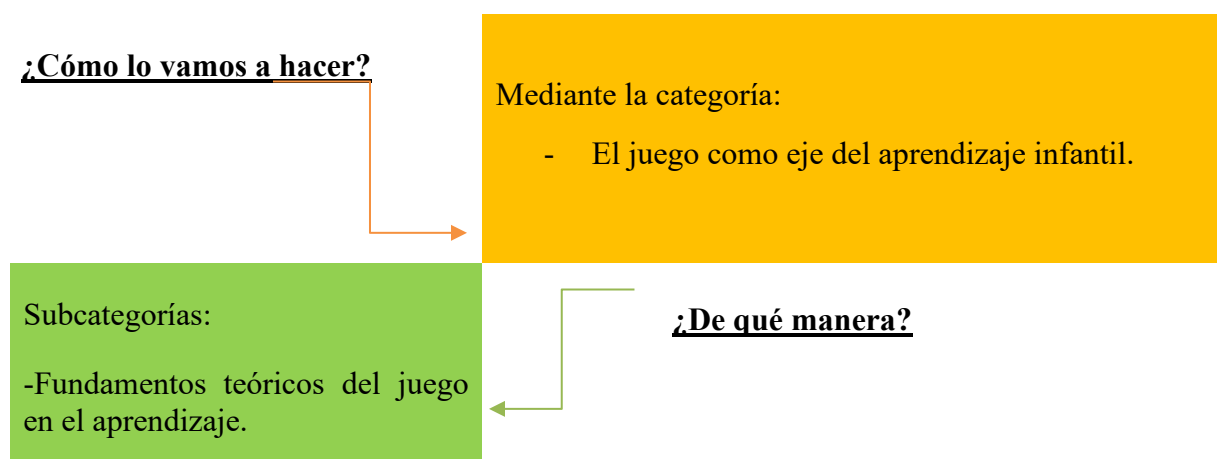 ¿Cómo lo vamos a hacer?
Mediante la categoría:
- El juego como eje del aprendizaje infantil.
Subcategorías:
-Fundamentos teóricos del juego
en el aprendizaje.
¿De qué manera?